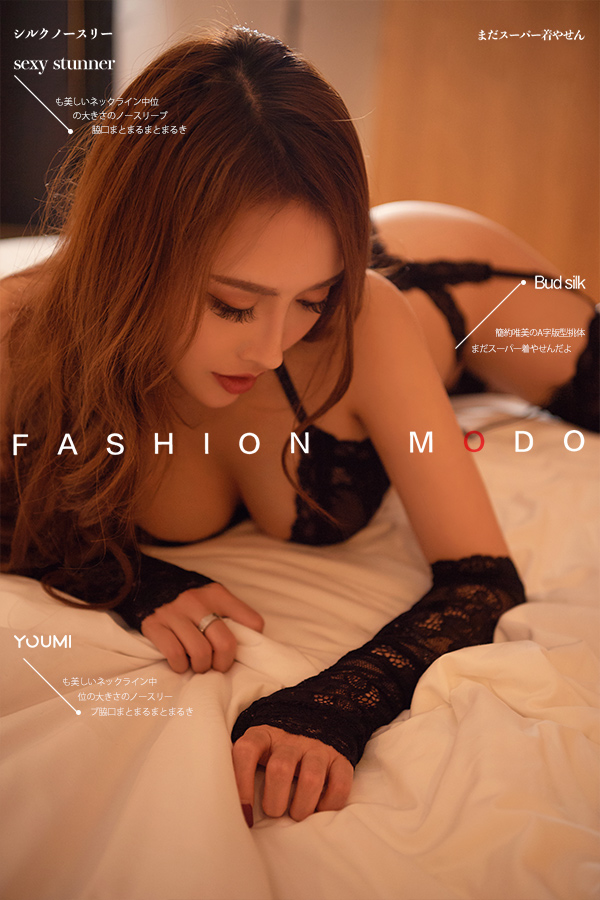 シルクノースリー
まだスーパー着やせん
sexy stunner
も美しいネックライン中位
の大きさのノースリーブ
脇口まとまるまとまるき
Bud silk
簡約唯美のA字版型挑体
まだスーパー着やせんだよ
FASHION MODO
YOUMI
も美しいネックライン中
位の大きさのノースリー
ブ脇口まとまるまとまるき